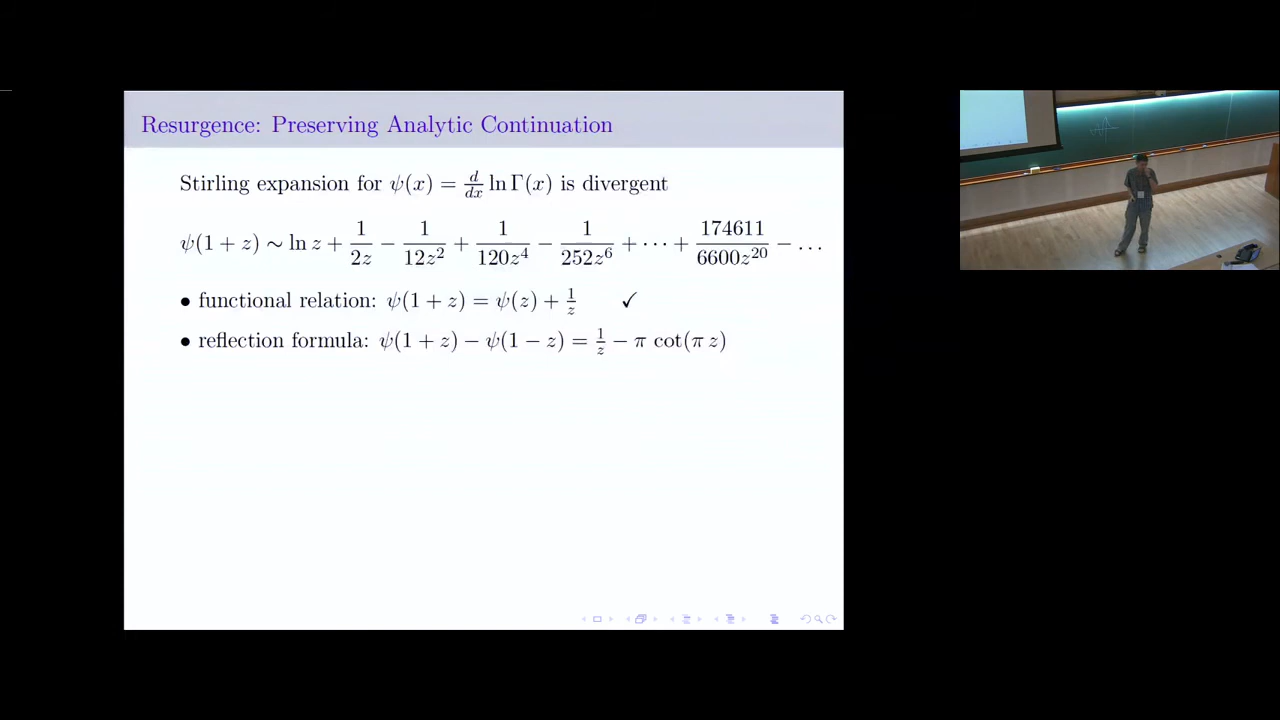 Resurgence: Preserving Analytic Continuation
Stirling expansion for ψ(x) = d/dx ln Γ(x) is divergent
ψ(1 + z) ∼ ln z + 1/2z − 1/12z² + 1/120z⁴ − 1/252z⁶ + ··· + 174611/6600z²⁰ − ...
• functional relation: ψ(1 + z) = ψ(z) + 1/z ✓
• reflection formula: ψ(1 + z) − ψ(1 − z) = 1/z − π cot(π z)